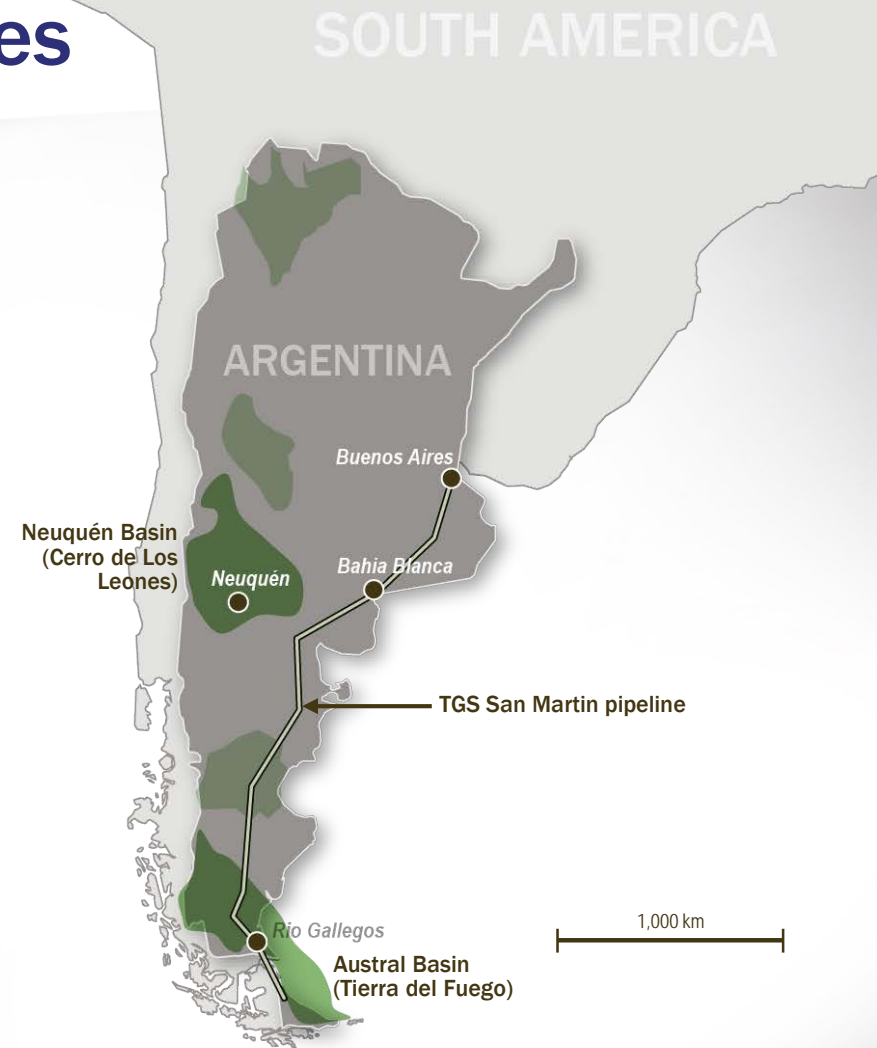 es
SOUTH AMERICA
ARGENTINA
Buenos Aires
Neuquén Basin
(Cerro de Los
Leones)
Neuquén
Bahia Blanca
TGS San Martin pipeline
1,000 km
Rio Gallegos
Austral Basin
(Tierra del Fuego)